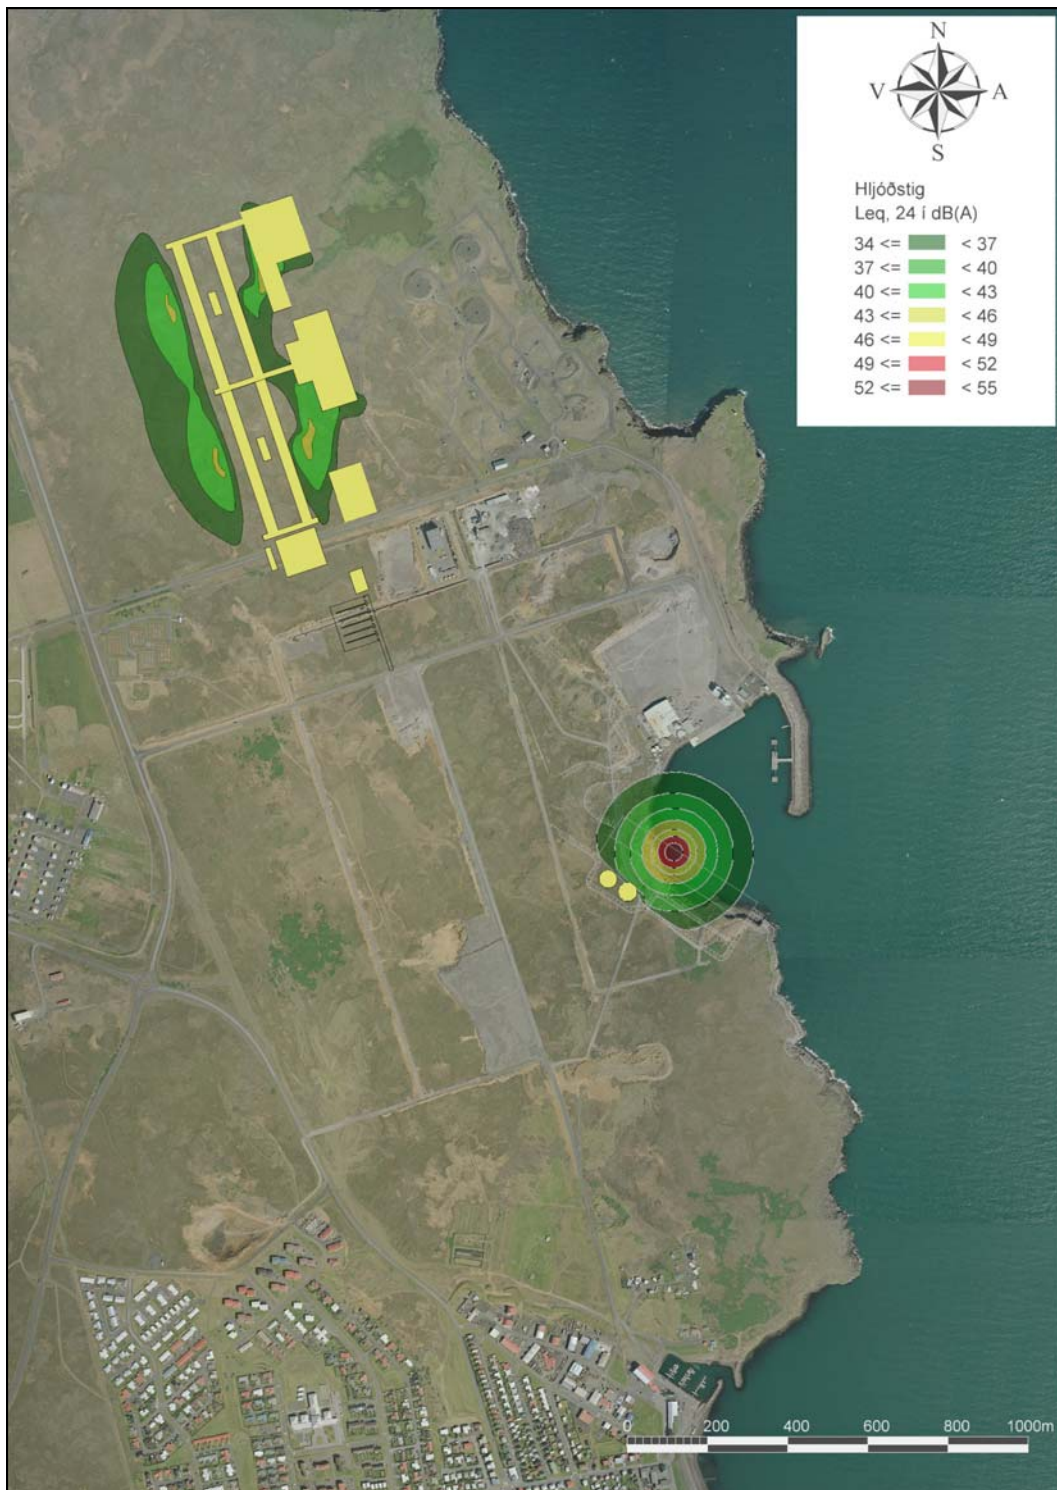 N
V A
S
Hljóðstig
Leq, 24 í dB(A)
34 <= < 37
37 <= < 40
40 <= < 43
43 <= < 46
46 <= < 49
49 <= < 52
52 <= < 55
0 200 400 600 800 1000m